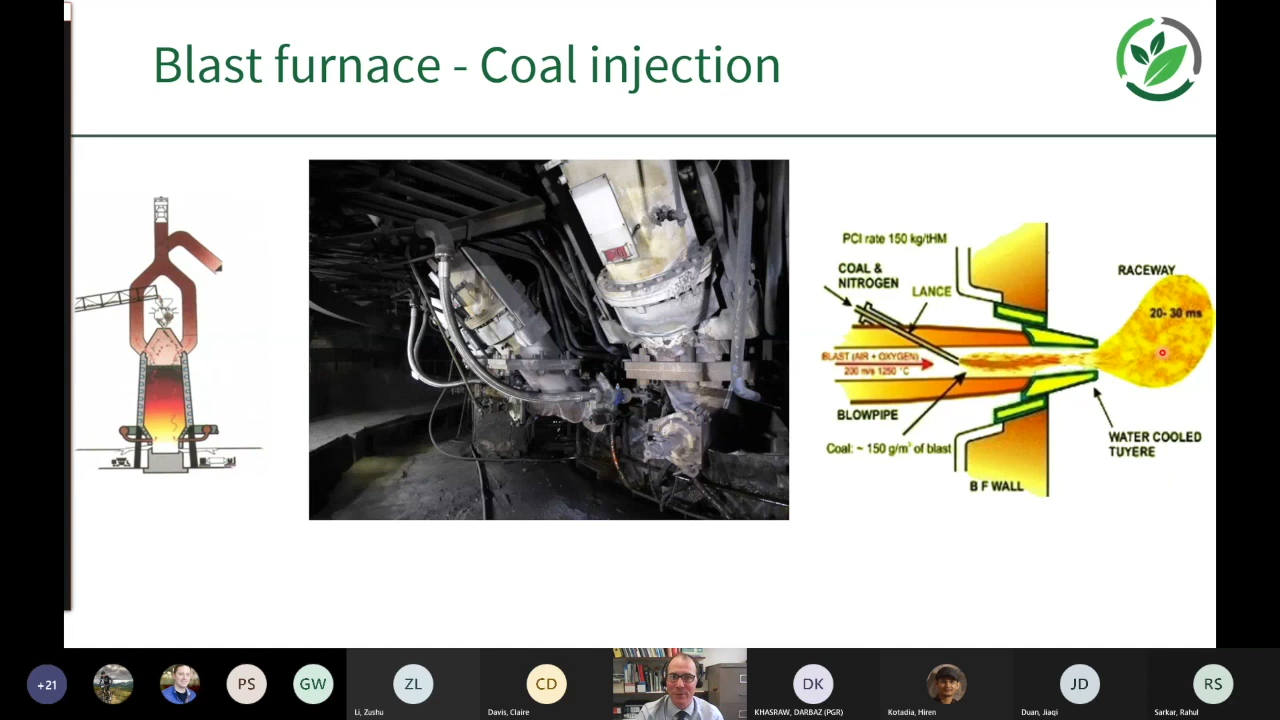 Blast furnace - Coal injection
PCI rate 150 kg/tHM
COAL &
NITROGEN
LANCE
RACEWAY
20- 30 ms
BLAST (AIR + OXYGEN)
200 m/s 1250 °C
BLOWPIPE
Coal: ~ 150 g/m³ of blast
WATER COOLED
TUYERE
B F WALL
+21
PS
GW
ZL
Li, Zushu
CD
Davis, Claire
DK
KHASRAW, DARBAZ (PGR)
Kotadia, Hiren
JD
Duan, Jiaqi
RS
Sarkar, Rahul